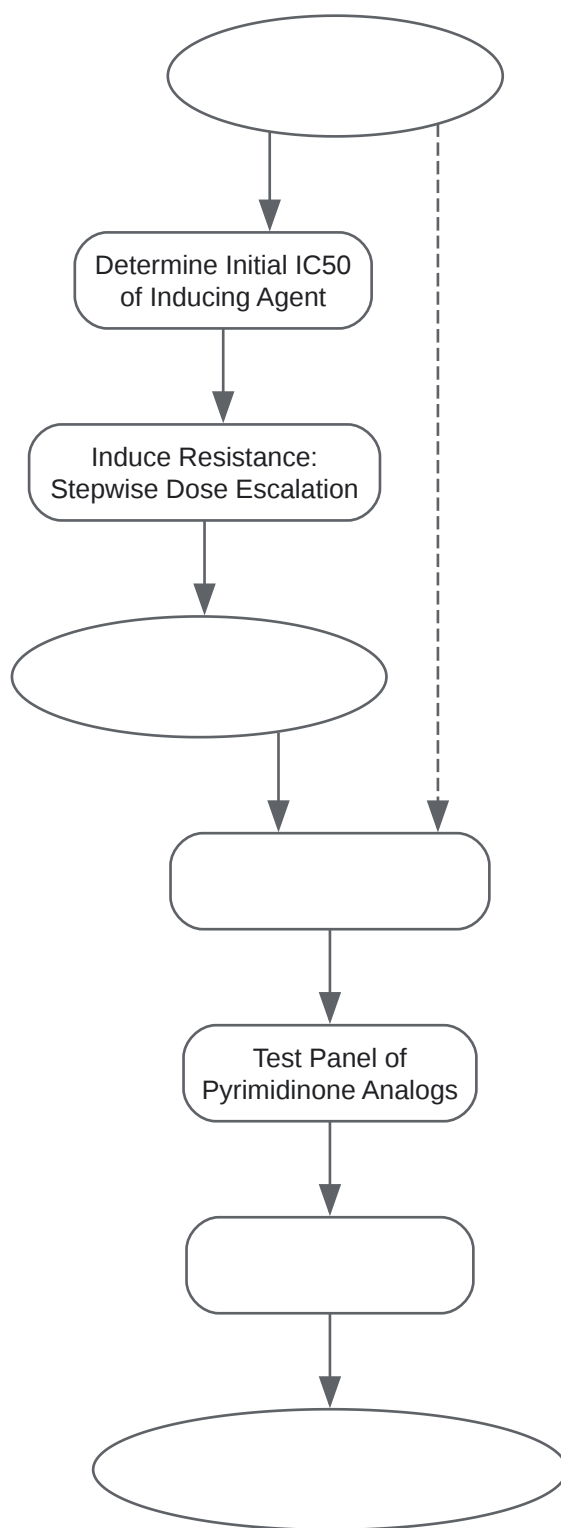 Determine Initial IC50
of Inducing Agent
Induce Resistance:
Stepwise Dose Escalation
Test Panel of
Pyrimidinone Analogs